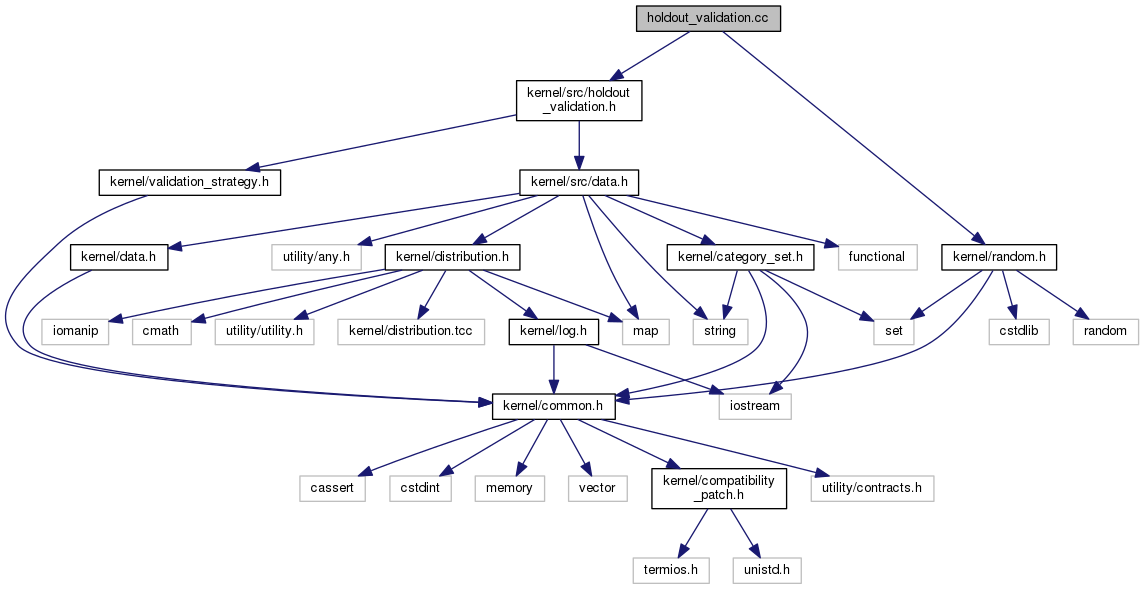 holdout_validation.cc
kernel/src/holdout
_validation.h
kernel/validation_strategy.h
kernel/src/data.h
kernel/data.h
utility/any.h
kernel/distribution.h
kernel/category_set.h
functional
kernel/random.h
iomanip
cmath
utility/utility.h
kernel/distribution.tcc
kernel/log.h
map
string
set
cstdlib
random
kernel/common.h
iostream
cassert
cstdint
memory
vector
kernel/compatibility
_patch.h
utility/contracts.h
termios.h
unistd.h